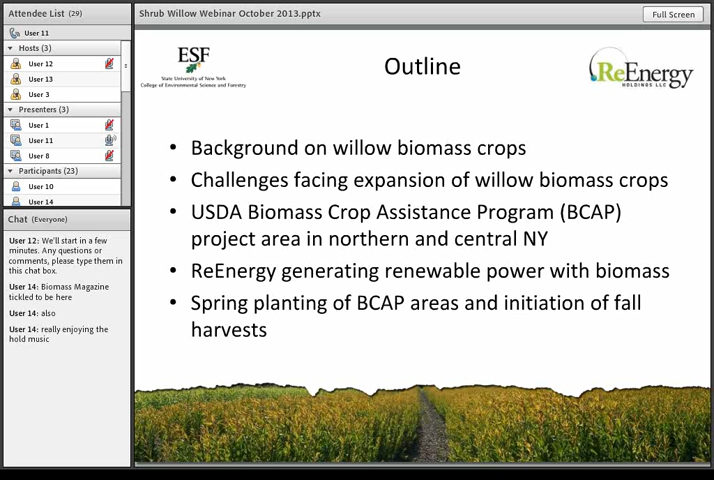 Attendee List (29)
User 11
Hosts (3)
User 12
User 13
User 3
Presenters (3)
User 1
User 11
User 8
Participants (23)
User 10
User 14
Chat (Everyone)
User 12: We'll start in a few
minutes. Any questions or
comments, please type them in
this chat box.
User 14: Biomass Magazine
tickled to be here
User 14: also
User 14: really enjoying the
hold music
Shrub Willow Webinar October 2013.pptx
Full Screen
ESF
State University of New York
College of Environmental Science and Forestry
Outline
ReEnergy
HOLDINGS LLC
• Background on willow biomass crops
• Challenges facing expansion of willow biomass crops
• USDA Biomass Crop Assistance Program (BCAP)
project area in northern and central NY
• ReEnergy generating renewable power with biomass
• Spring planting of BCAP areas and initiation of fall
harvests